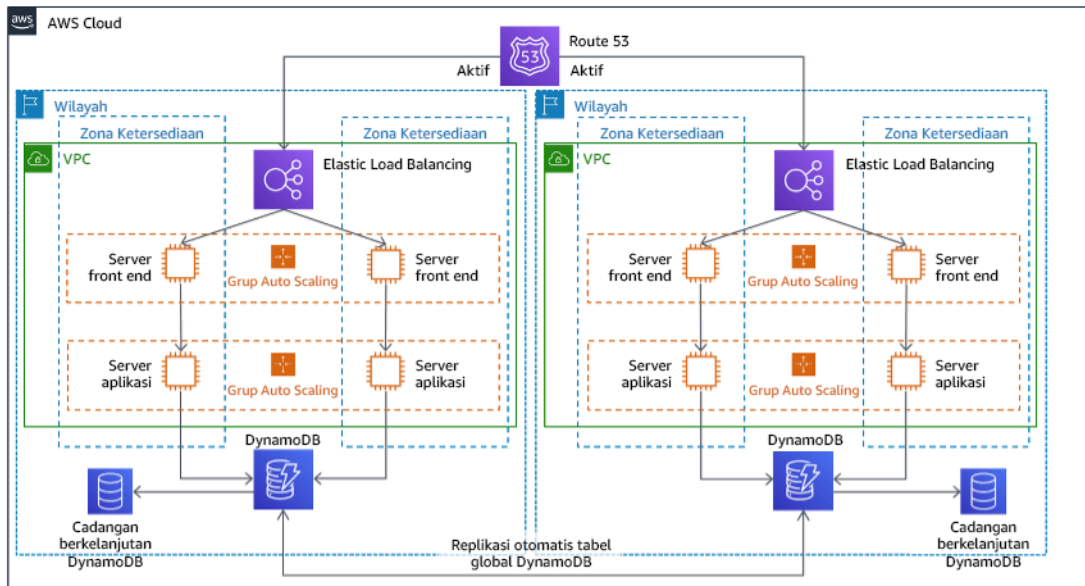 aws
AWS Cloud
Route 53
53
Aktif
Aktif
Wilayah
Zona Ketersediaan
Zona Ketersediaan
VPC
Elastic Load Balancing
Server
front end
Grup Auto Scaling
Server
front end
Server
aplikasi
Grup Auto Scaling
Server
aplikasi
DynamoDB
Cadangan
berkelanjutan
DynamoDB
Wilayah
Zona Ketersediaan
Zona Ketersediaan
VPC
Elastic Load Balancing
Server
front end
Grup Auto Scaling
Server
front end
Server
aplikasi
Grup Auto Scaling
Server
aplikasi
DynamoDB
Cadangan
berkelanjutan
DynamoDB
Replikasi otomatis tabel
global DynamoDB